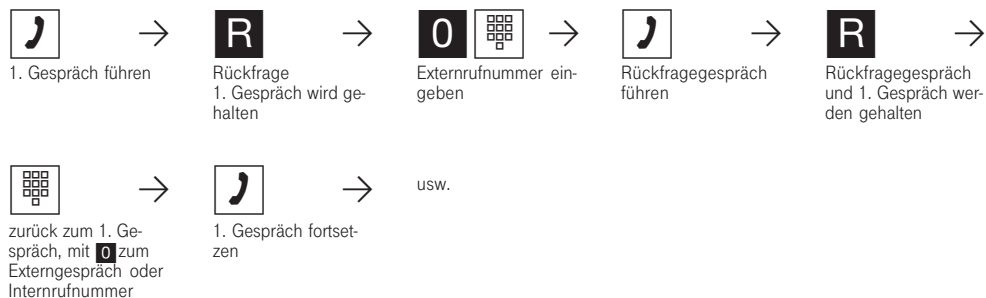 R
0
R
1. Gespräch führen
Rückfrage
1. Gespräch wird ge-
halten
Externrufnummer ein-
geben
Rückfragegespräch
führen
Rückfragegespräch
und 1. Gespräch wer-
den gehalten
zurück zum 1. Ge-
spräch, mit 0 zum
Externgespräch oder
Internrufnummer
1. Gespräch fortset-
zen
usw.